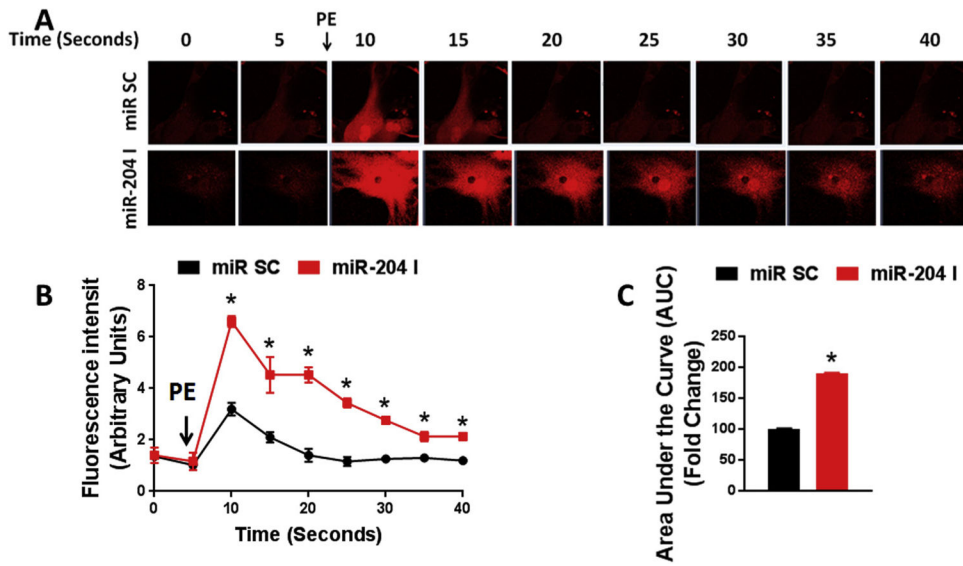 A
PE
Time (Seconds) 0 5 10 15 20 25 30 35 40
miR SC
miR-204 I
B
miR SC miR-204 I
Fluorescence intensit
(Arbitrary Units)
8
6
4
2
0
PE
* * * * * * *
0 10 20 30 40
Time (Seconds)
C
miR SC miR-204 I
Area Under the Curve (AUC)
(Fold Change)
250
200
150
100
50
0
*